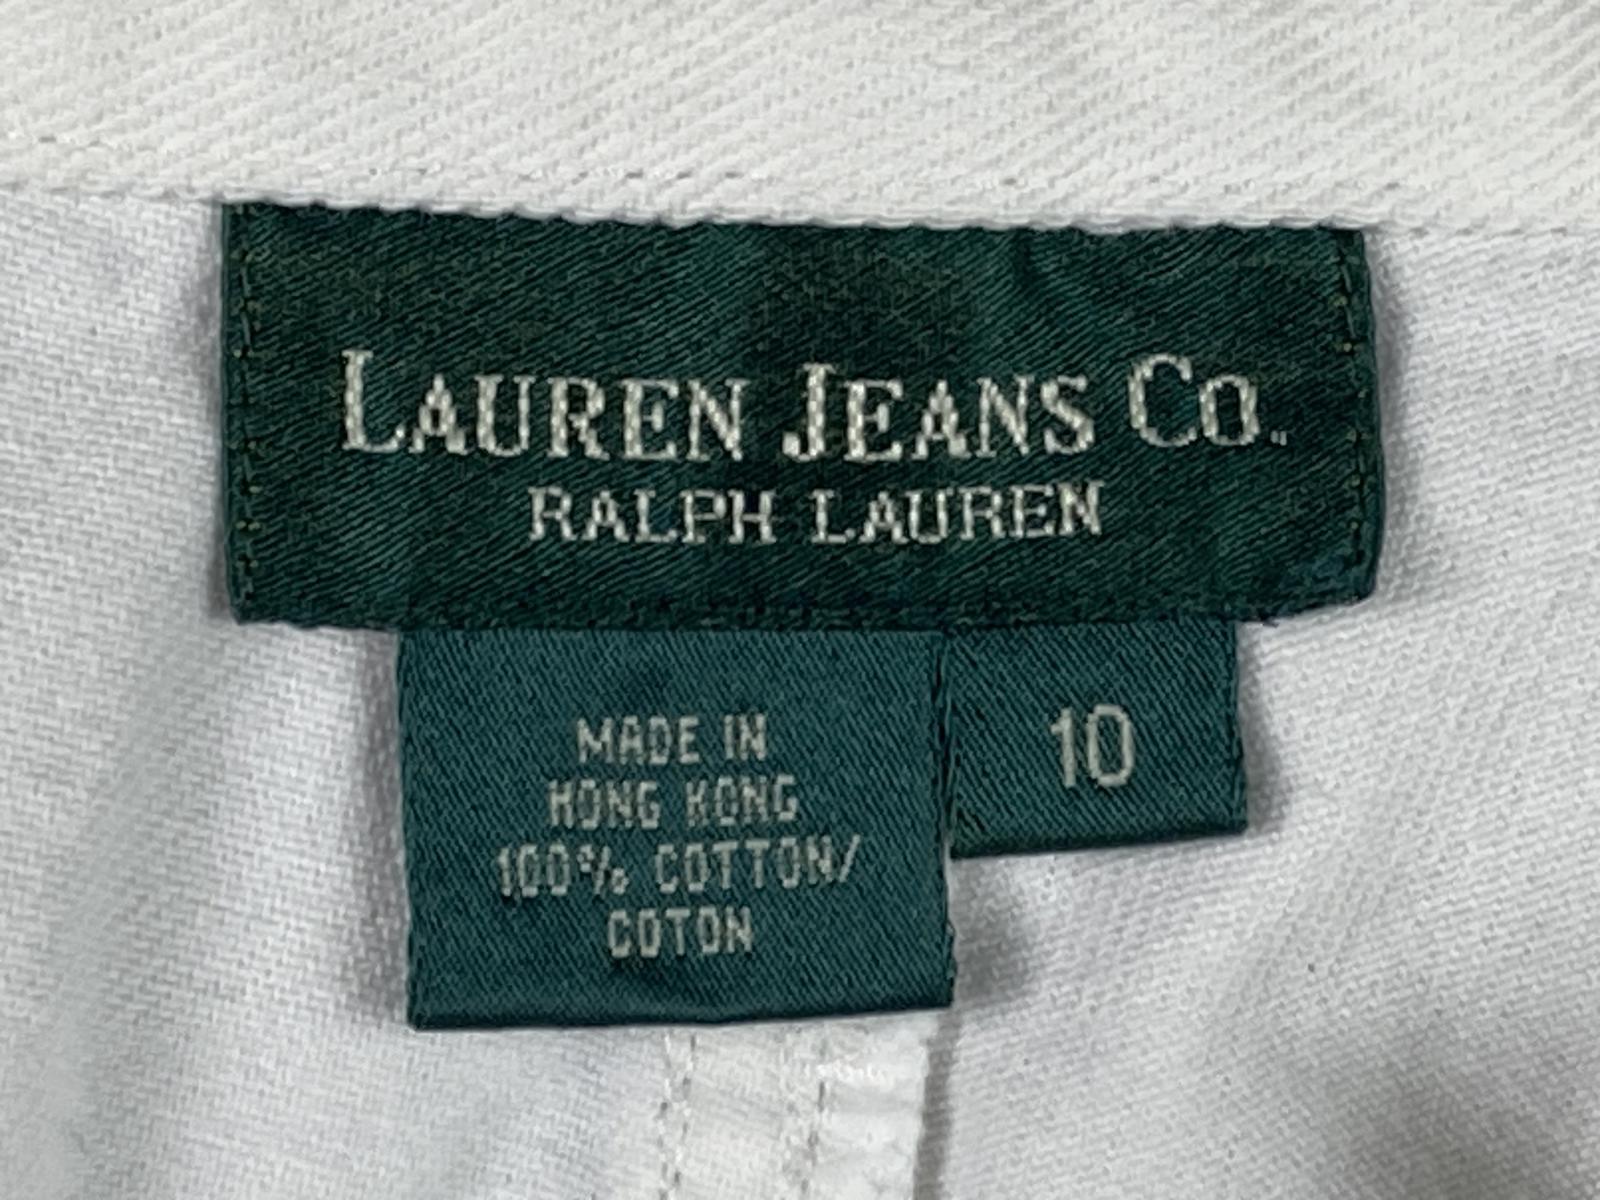 LAUREN JEANS CO.
RALPH LAUREN
MADE IN
HONG KONG
100% COTTON/
COTON
10